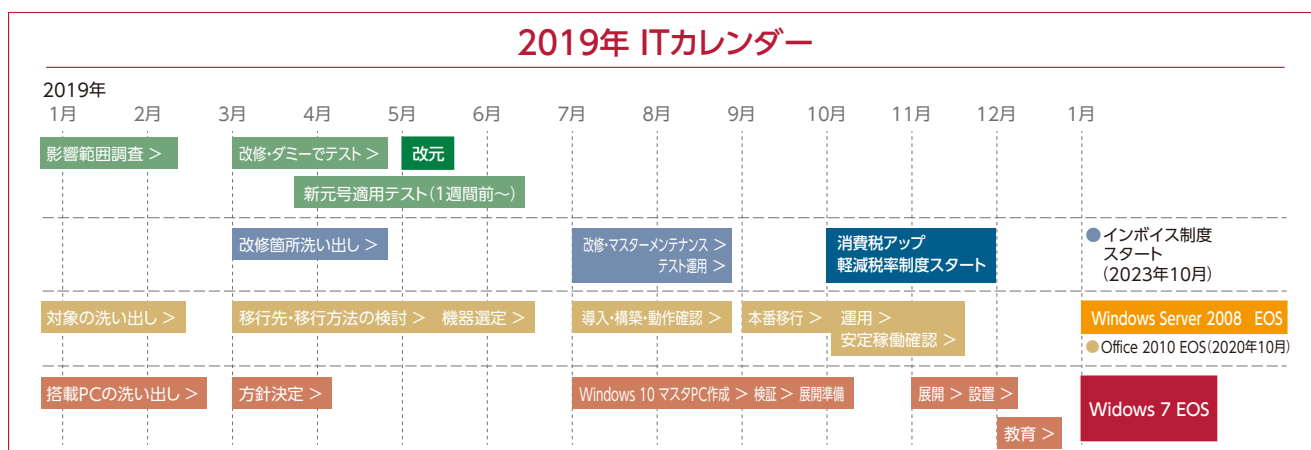 2019年 ITカレンダー
2019年
1月 2月 3月 4月 5月 6月 7月 8月 9月 10月 11月 12月 1月
影響範囲調査 > 改修・ダミーでテスト > 改元
新元号適用テスト(1週間前~)
改修箇所洗い出し >
改修・マスターメンテナンス >
テスト運用 >
消費税アップ
軽減税率制度スタート
●インボイス制度
スタート
(2023年10月)
対象の洗い出し > 移行先・移行方法の検討 > 機器選定 > 導入・構築・動作確認 > 本番移行 > 運用 >
安定稼働確認 >
Windows Server 2008 EOS
●Office 2010 EOS(2020年10月)
搭載PCの洗い出し > 方針決定 > Windows 10 マスタPC作成 > 検証 > 展開準備 展開 > 設置 >
教育 >
Widows 7 EOS